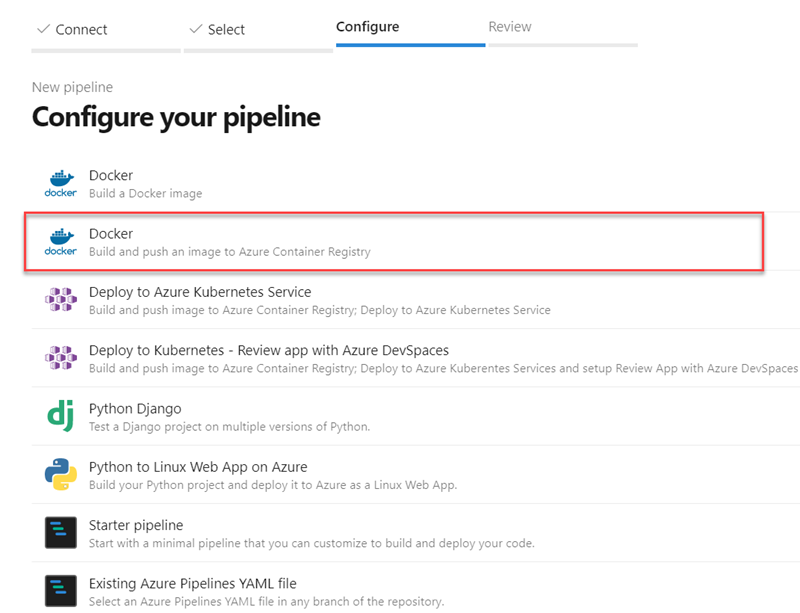 Connect
Select
Configure
Review
New pipeline
Configure your pipeline
docker
Docker
Build a Docker image
docker
Docker
Build and push an image to Azure Container Registry
Deploy to Azure Kubernetes Service
Build and push image to Azure Container Registry; Deploy to Azure Kubernetes Service
Deploy to Kubernetes - Review app with Azure DevSpaces
Build and push image to Azure Container Registry; Deploy to Azure Kuberentes Services and setup Review App with Azure DevSpaces
dj
Python Django
Test a Django project on multiple versions of Python.
Python to Linux Web App on Azure
Build your Python project and deploy it to Azure as a Linux Web App.
Starter pipeline
Start with a minimal pipeline that you can customize to build and deploy your code.
Existing Azure Pipelines YAML file
Select an Azure Pipelines YAML file in any branch of the repository.